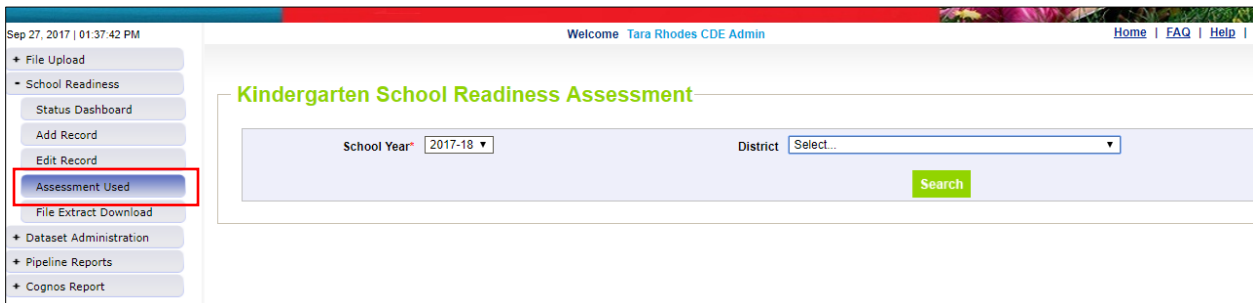 Sep 27, 2017 | 01:37:42 PM
Welcome Tara Rhodes CDE Admin
Home | FAQ | Help |
+ File Upload
- School Readiness
Status Dashboard
Add Record
Edit Record
Assessment Used
File Extract Download
+ Dataset Administration
+ Pipeline Reports
+ Cognos Report
Kindergarten School Readiness Assessment
School Year* 2017-18 District Select...
Search